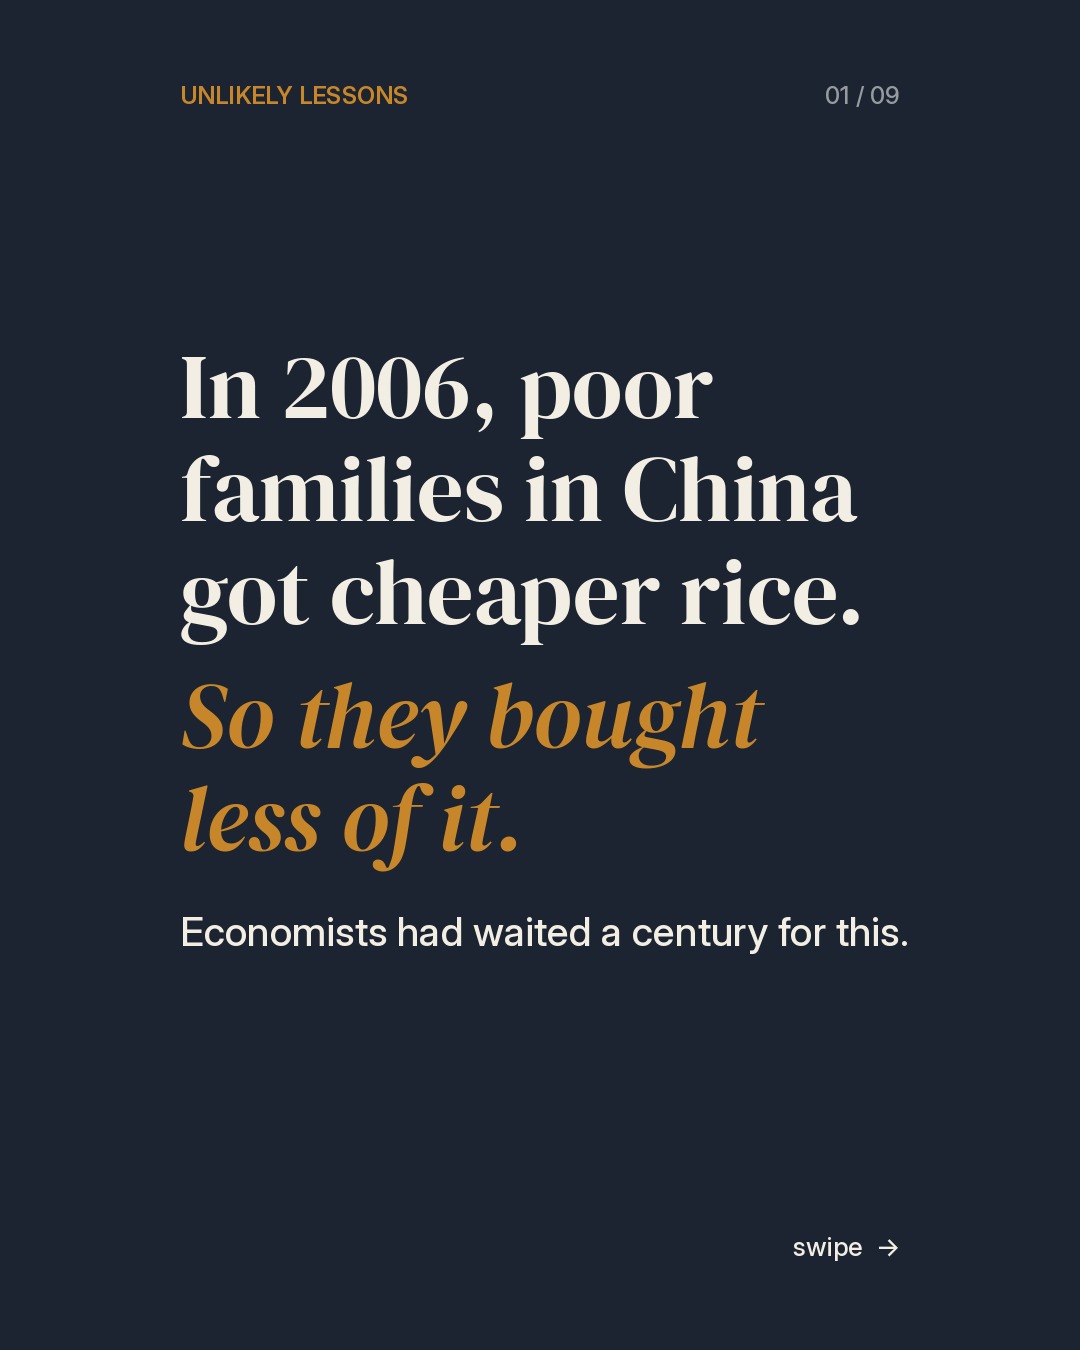 UNLIKELY LESSONS
01 / 09
In 2006, poor
families in China
got cheaper rice.
So they bought
less of it.
Economists had waited a century for this.
swipe →